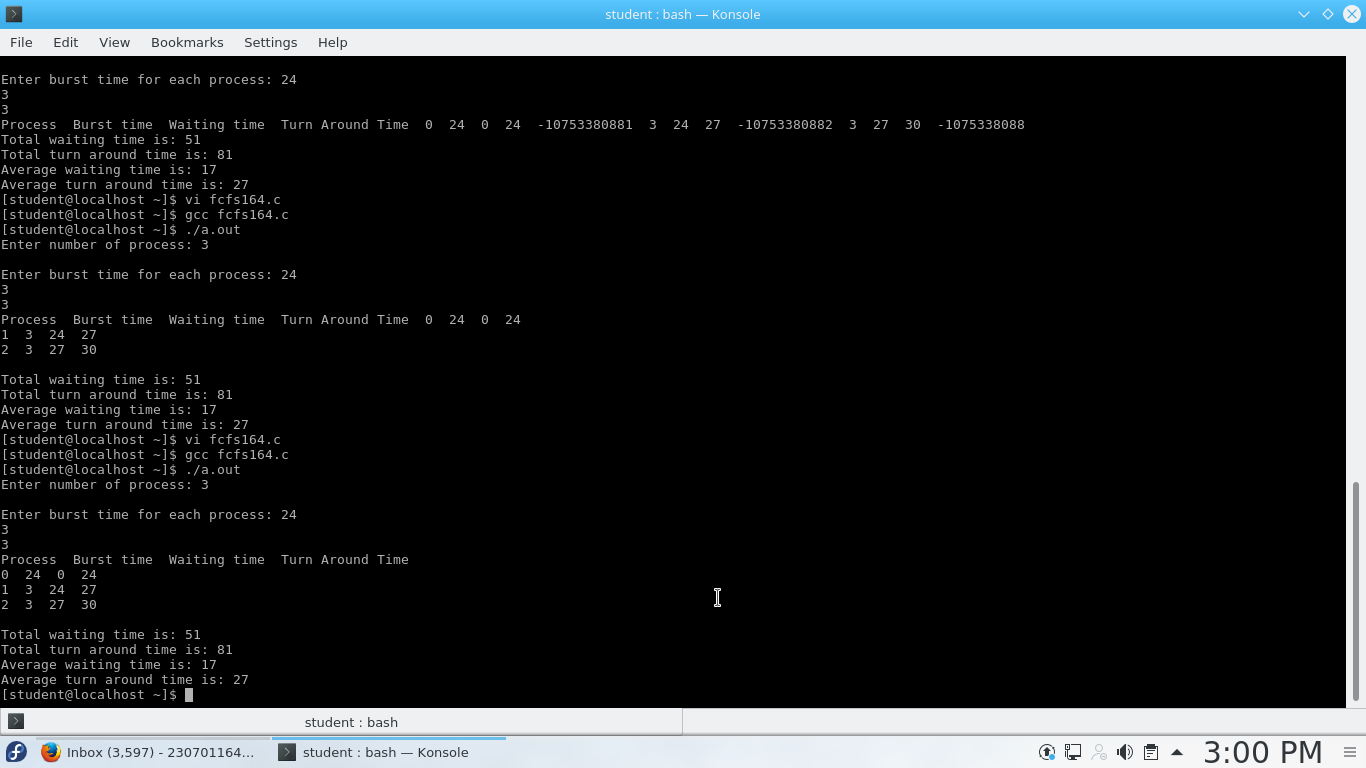 student : bash — Konsole
File Edit View Bookmarks Settings Help
Enter burst time for each process: 24
3
3
Process  Burst time  Waiting time  Turn Around Time  0  24  0  24  -10753380881  3  24  27  -10753380882  3  27  30  -1075338088
Total waiting time is: 51
Total turn around time is: 81
Average waiting time is: 17
Average turn around time is: 27
[student@localhost ~]$ vi fcfs164.c
[student@localhost ~]$ gcc fcfs164.c
[student@localhost ~]$ ./a.out
Enter number of process: 3
Enter burst time for each process: 24
3
3
Process  Burst time  Waiting time  Turn Around Time  0  24  0  24
1  3  24  27
2  3  27  30
Total waiting time is: 51
Total turn around time is: 81
Average waiting time is: 17
Average turn around time is: 27
[student@localhost ~]$ vi fcfs164.c
[student@localhost ~]$ gcc fcfs164.c
[student@localhost ~]$ ./a.out
Enter number of process: 3
Enter burst time for each process: 24
3
3
Process  Burst time  Waiting time  Turn Around Time
0  24  0  24
1  3  24  27
2  3  27  30
Total waiting time is: 51
Total turn around time is: 81
Average waiting time is: 17
Average turn around time is: 27
[student@localhost ~]$
student : bash
Inbox (3,597) - 230701164... student : bash — Konsole 3:00 PM